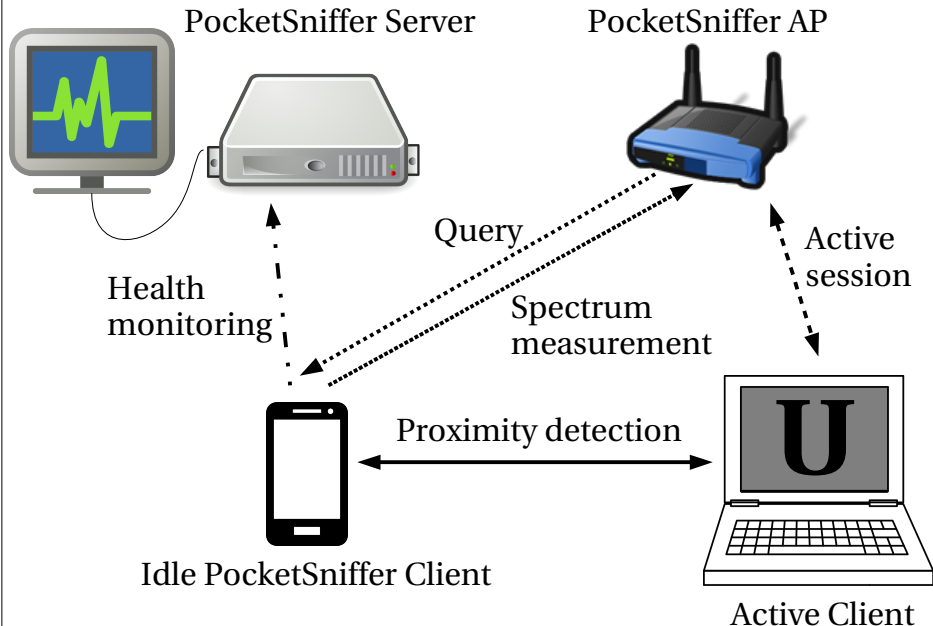 PocketSniffer Server
PocketSniffer AP
Query
Active
session
Health
monitoring
Spectrum
measurement
U
Proximity detection
Idle PocketSniffer Client
Active Client